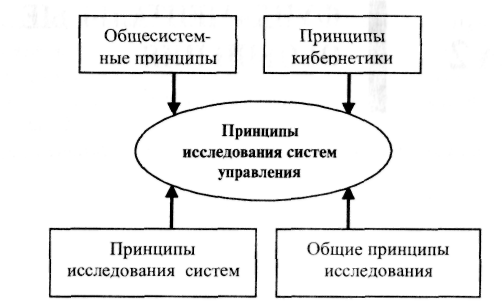 Общесистем-
ные принципы
Принципы
кибернетики
Принципы
исследования систем
управления
Принципы
исследования систем
Общие принципы
исследования